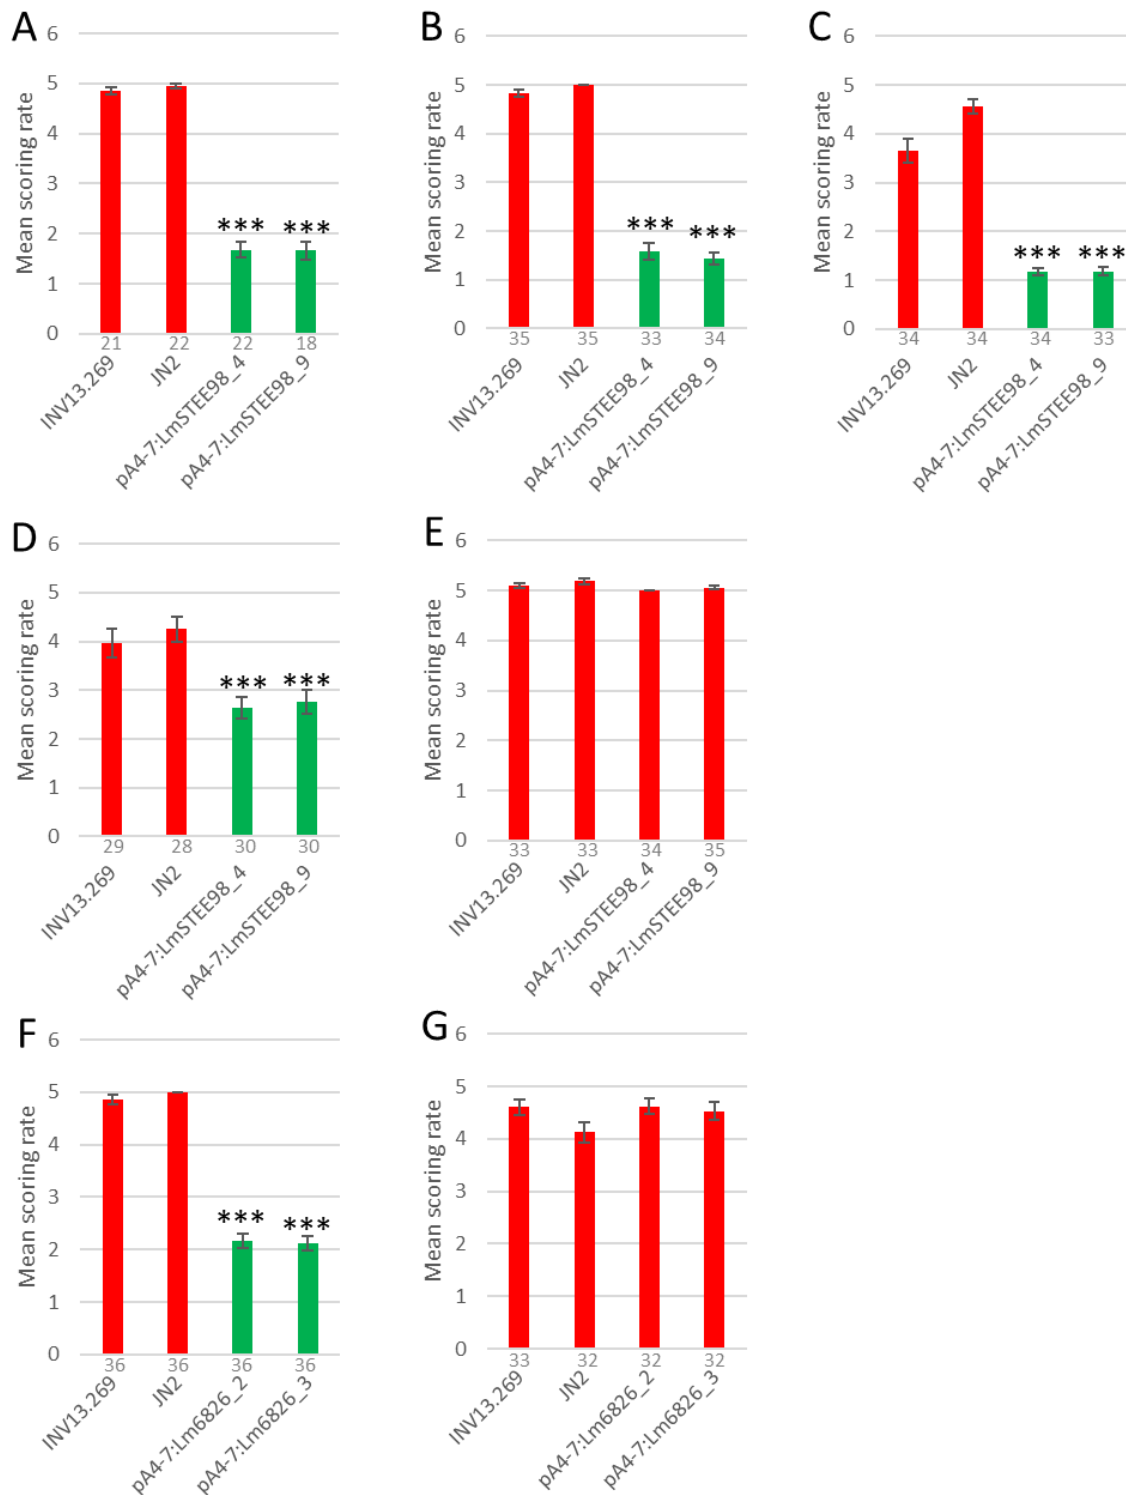 A
Mean scoring rate
6
5
4
3
2
1
0
*** ***
21 22 22 18
INV13.269 JN2 pA4-7:LmSTEE98_4 pA4-7:LmSTEE98_9
B
Mean scoring rate
6
5
4
3
2
1
0
*** ***
35 35 33 34
INV13.269 JN2 pA4-7:LmSTEE98_4 pA4-7:LmSTEE98_9
C
Mean scoring rate
6
5
4
3
2
1
0
*** ***
34 34 34 33
INV13.269 JN2 pA4-7:LmSTEE98_4 pA4-7:LmSTEE98_9
D
Mean scoring rate
6
5
4
3
2
1
0
*** ***
29 28 30 30
INV13.269 JN2 pA4-7:LmSTEE98_4 pA4-7:LmSTEE98_9
E
Mean scoring rate
6
5
4
3
2
1
0
33 33 34 35
INV13.269 JN2 pA4-7:LmSTEE98_4 pA4-7:LmSTEE98_9
F
Mean scoring rate
6
5
4
3
2
1
0
*** ***
36 36 36 36
INV13.269 JN2 pA4-7:Lm6826_2 pA4-7:Lm6826_3
G
Mean scoring rate
6
5
4
3
2
1
0
33 32 32 32
INV13.269 JN2 pA4-7:Lm6826_2 pA4-7:Lm6826_3